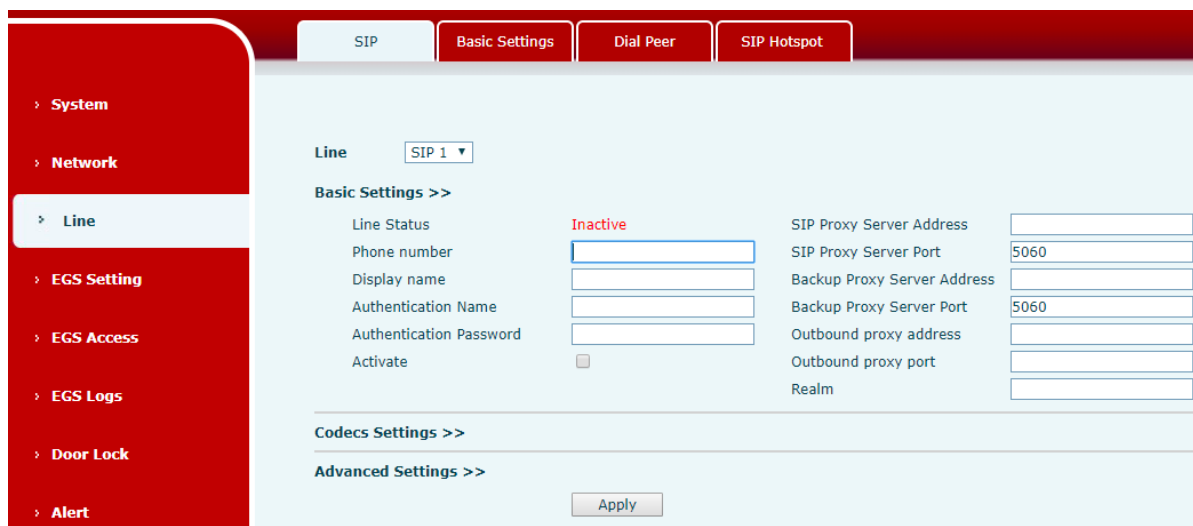 SIP
Basic Settings
Dial Peer
SIP Hotspot
› System
› Network
› Line
› EGS Setting
› EGS Access
› EGS Logs
› Door Lock
› Alert
Line SIP 1 ▼
Basic Settings >>
Line Status Inactive SIP Proxy Server Address
Phone number SIP Proxy Server Port 5060
Display name Backup Proxy Server Address
Authentication Name Backup Proxy Server Port 5060
Authentication Password Outbound proxy address
Activate Outbound proxy port
Realm
Codecs Settings >>
Advanced Settings >>
Apply